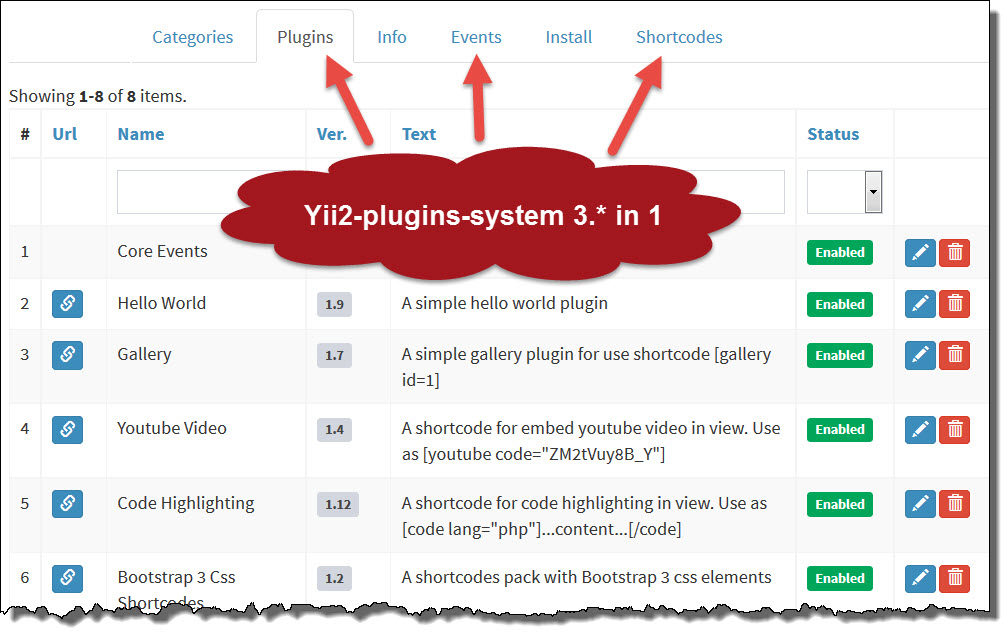 Categories Plugins Info Events Install Shortcodes
Showing 1-8 of 8 items.
# Url Name Ver. Text Status
Yii2-plugins-system 3.* in 1
1 Core Events Enabled
2 Hello World 1.9 A simple hello world plugin Enabled
3 Gallery 1.7 A simple gallery plugin for use shortcode [gallery Enabled
id=1]
4 Youtube Video 1.4 A shortcode for embed youtube video in view. Use Enabled
as [youtube code="ZM2tVuy8B_Y"]
5 Code Highlighting 1.12 A shortcode for code highlighting in view. Use as Enabled
[code lang="php"]...content...[/code]
6 Bootstrap 3 Css 1.2 A shortcodes pack with Bootstrap 3 css elements Enabled
Shortcodes